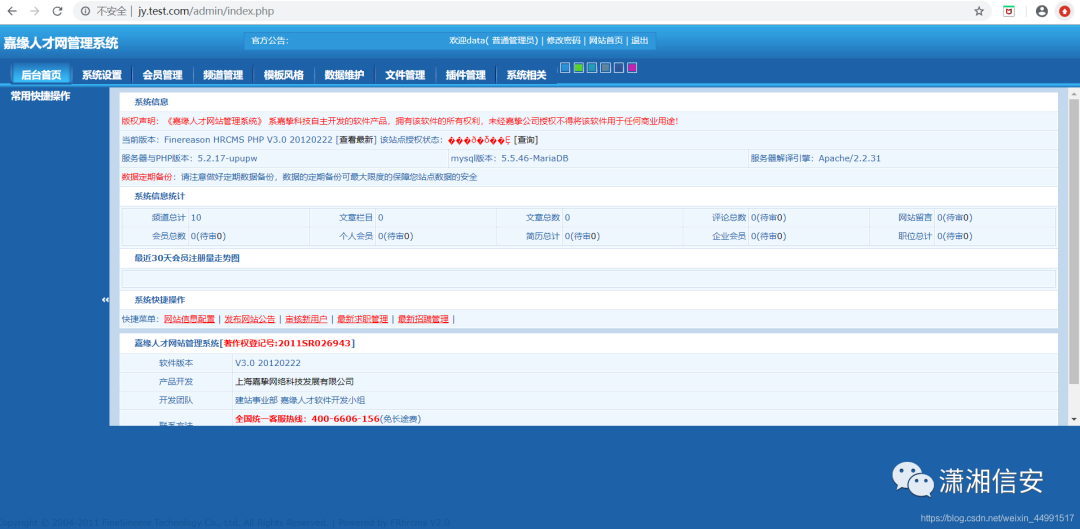 不安全 | jy.test.com/admin/index.php
嘉缘人才网管理系统
官方公告: 欢迎data( 普通管理员) | 修改密码 | 网站首页 | 退出
后台首页 系统设置 会员管理 频道管理 模板风格 数据维护 文件管理 插件管理 系统相关
常用快捷操作
系统信息
版权声明：《嘉缘人才网站管理系统》 系嘉挚科技自主开发的软件产品，拥有该软件的所有权利，未经嘉挚公司授权不得将该软件用于任何商业用途!
当前版本：Finereason HRCMS PHP V3.0 20120222 [查看最新] 该站点授权状态：���ð�δ��Ȩ [查询]
服务器与PHP版本：5.2.17-upupw mysql版本：5.5.46-MariaDB 服务器解译引擎：Apache/2.2.31
数据定期备份：请注意做好定期数据备份，数据的定期备份可最大限度的保障您站点数据的安全
系统信息统计
频道总计 10 文章栏目 0 文章总数 0 评论总数 0(待审0) 网站留言 0(待审0)
会员总数 0(待审0) 个人会员 0(待审0) 简历总计 0(待审0) 企业会员 0(待审0) 职位总计 0(待审0)
最近30天会员注册量走势图
系统快捷操作
快捷菜单：网站信息配置 | 发布网站公告 | 审核新用户 | 最新求职管理 | 最新招聘管理 |
嘉缘人才网站管理系统[著作权登记号:2011SR026943]
软件版本 V3.0 20120222
产品开发 上海嘉挚网络科技发展有限公司
开发团队 建站事业部 嘉缘人才软件开发小组
联系方法 全国统一客服热线：400-6606-156(免长途费)
潇湘信安
https://blog.csdn.net/weixin_44991517